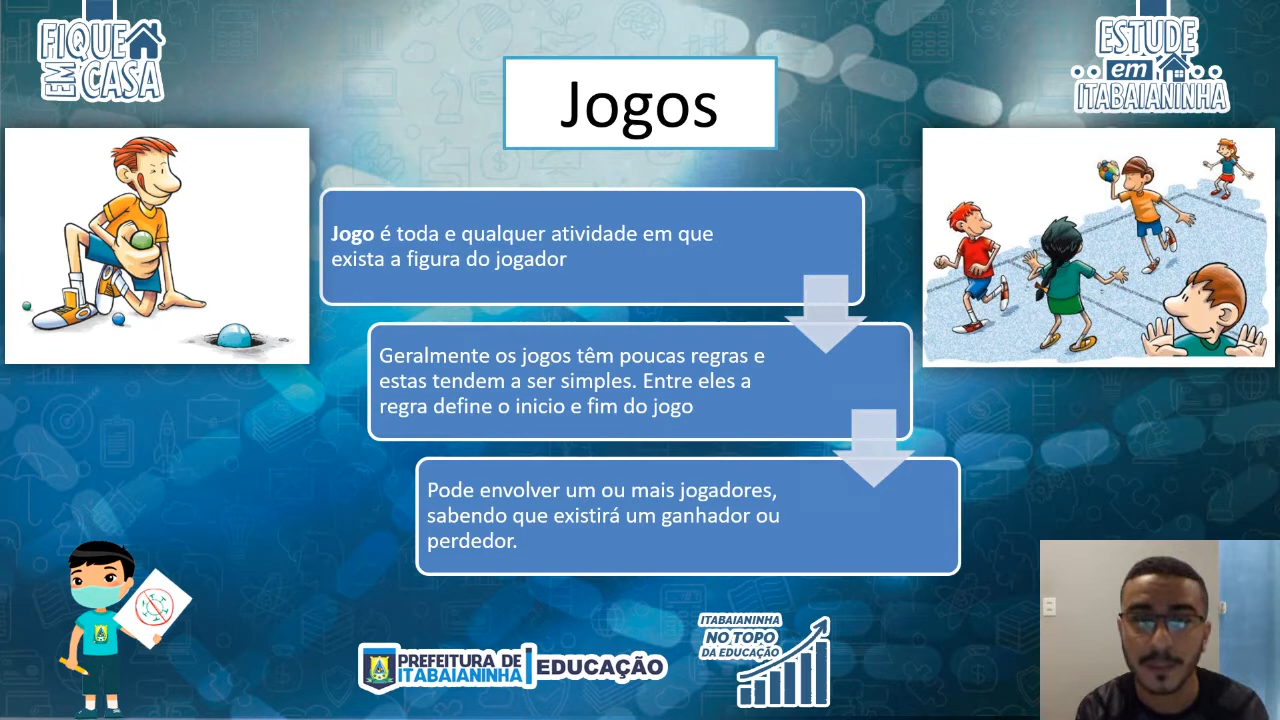 FIQUE
EM CASA
ESTUDE
em
ITABAIANINHA
Jogos
Jogo é toda e qualquer atividade em que
exista a figura do jogador
Geralmente os jogos têm poucas regras e
estas tendem a ser simples. Entre eles a
regra define o inicio e fim do jogo
Pode envolver um ou mais jogadores,
sabendo que existirá um ganhador ou
perdedor.
PREFEITURA DE
ITABAIANINHA
EDUCAÇÃO
ITABAIANINHA
NO TOPO
DA EDUCAÇÃO